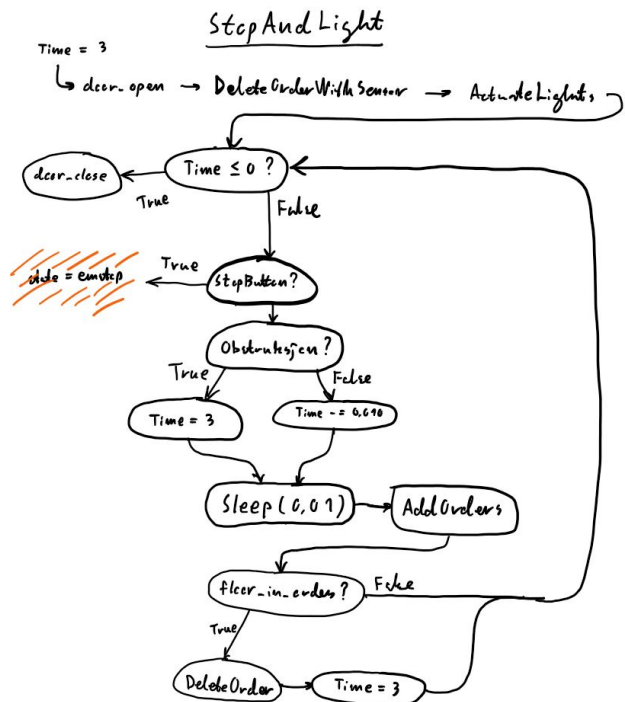 StopAndLight
Time = 3
door_open → DeleteOrderWithSensor → ActuateLights
Time ≤ 0 ?
door_close
True
False
True
state = emstop
StopButton?
Obstruksjon?
True
False
Time = 3
Time -= 0,010
Sleep(0,01)
AddOrders
floor_in_orders?
False
True
DeleteOrder
Time = 3